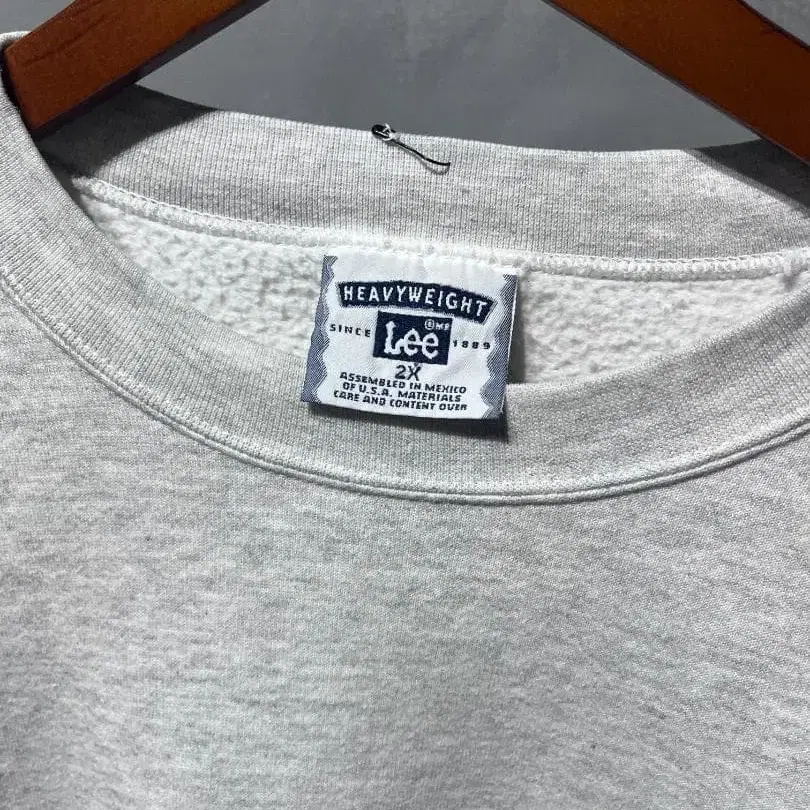 HEAVYWEIGHT
SINCE Lee 1889
2X
ASSEMBLED IN MEXICO
OF U.S.A. MATERIALS
CARE AND CONTENT OVER